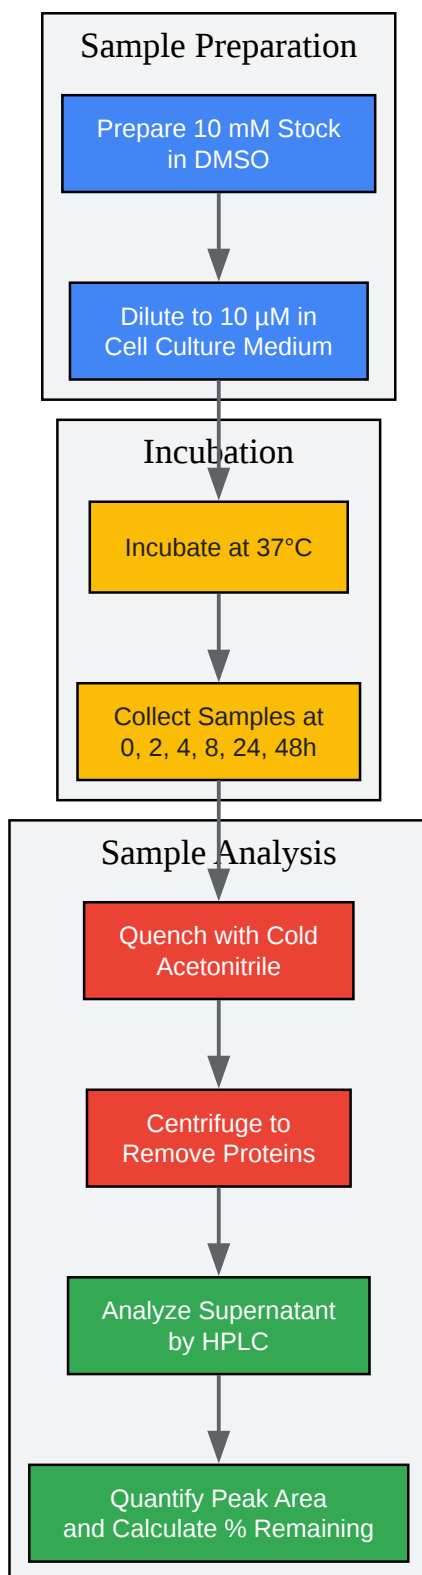 Sample Preparation
Prepare 10 mM Stock
in DMSO
Dilute to 10 µM in
Cell Culture Medium
Incubation
Incubate at 37°C
Collect Samples at
0, 2, 4, 8, 24, 48h
Sample Analysis
Quench with Cold
Acetonitrile
Centrifuge to
Remove Proteins
Analyze Supernatant
by HPLC
Quantify Peak Area
and Calculate % Remaining